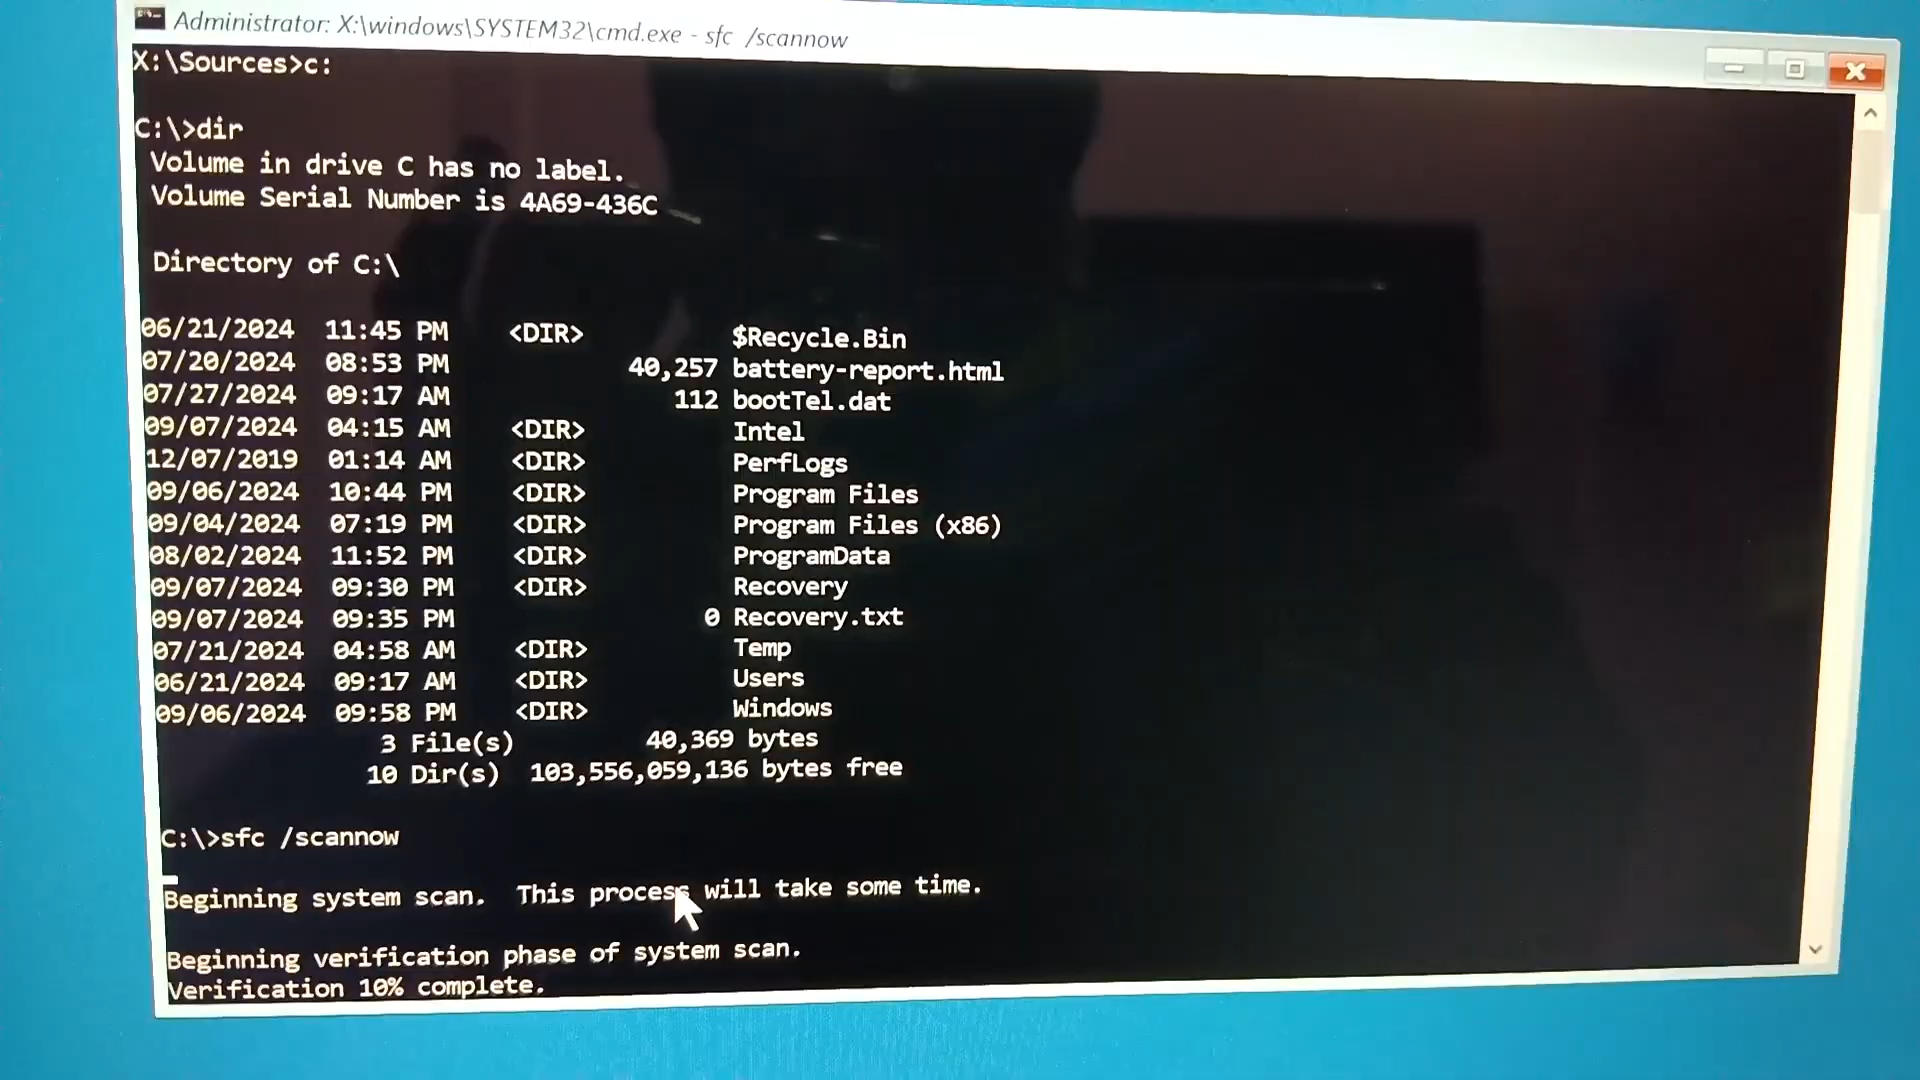 Administrator: X:\windows\SYSTEM32\cmd.exe - sfc /scannow
X:\Sources>c:
C:\>dir
Volume in drive C has no label.
Volume Serial Number is 4A69-436C
Directory of C:\
06/21/2024 11:45 PM <DIR> $Recycle.Bin
07/20/2024 08:53 PM 40,257 battery-report.html
07/27/2024 09:17 AM 112 bootTel.dat
09/07/2024 04:15 AM <DIR> Intel
12/07/2019 01:14 AM <DIR> PerfLogs
09/06/2024 10:44 PM <DIR> Program Files
09/04/2024 07:19 PM <DIR> Program Files (x86)
08/02/2024 11:52 PM <DIR> ProgramData
09/07/2024 09:30 PM <DIR> Recovery
09/07/2024 09:35 PM 0 Recovery.txt
07/21/2024 04:58 AM <DIR> Temp
06/21/2024 09:17 AM <DIR> Users
09/06/2024 09:58 PM <DIR> Windows
3 File(s) 40,369 bytes
10 Dir(s) 103,556,059,136 bytes free
C:\>sfc /scannow
Beginning system scan. This process will take some time.
Beginning verification phase of system scan.
Verification 10% complete.